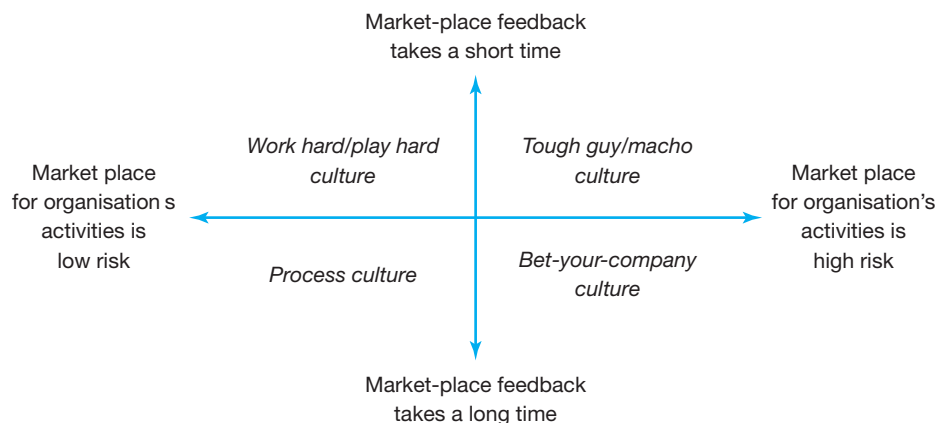 Market-place feedback
takes a short time
Work hard/play hard
culture
Tough guy/macho
culture
Market place
for organisation s
activities is
low risk
Market place
for organisation's
activities is
high risk
Process culture
Bet-your-company
culture
Market-place feedback
takes a long time